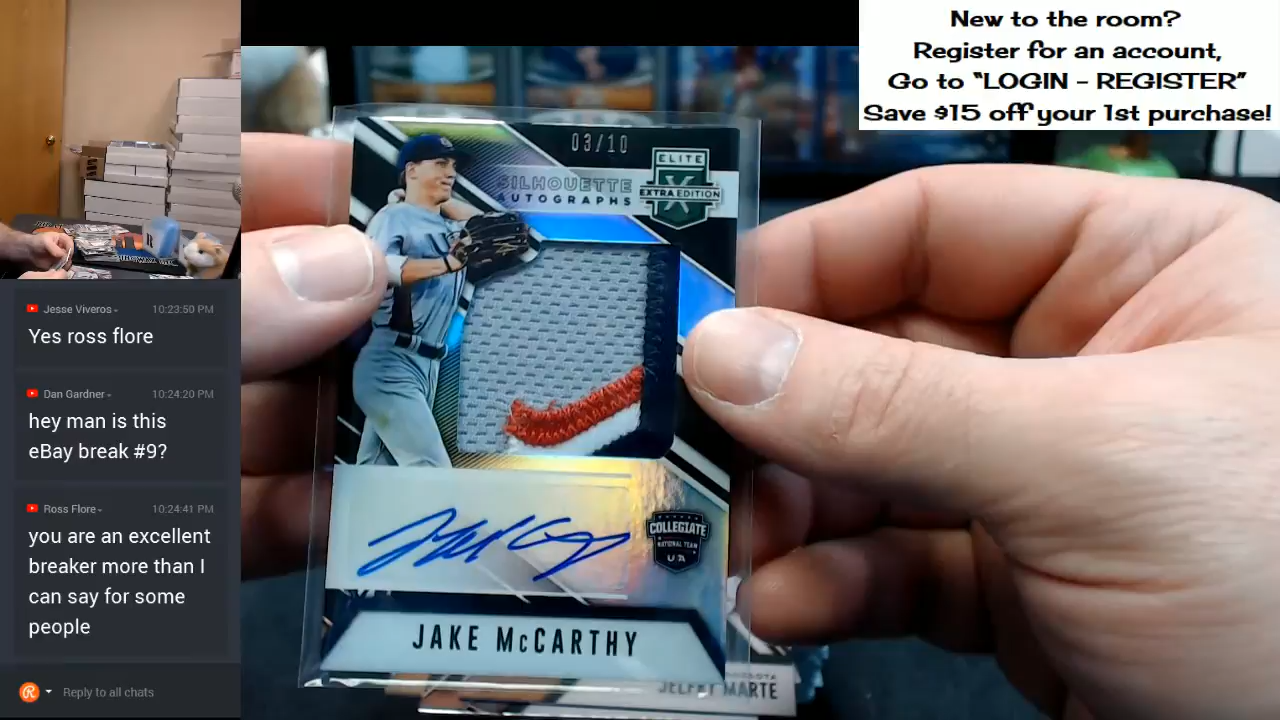 New to the room?
Register for an account,
Go to "LOGIN - REGISTER"
Save $15 off your 1st purchase!
03/10
ELITE
EXTRA EDITION
SILHOUETTE
AUTOGRAPHS
COLLEGIATE
NATIONAL TEAM
JAKE McCARTHY
MARTE
Jesse Viveros
10:23:50 PM
Yes ross flore
Dan Gardner
10:24:20 PM
hey man is this
eBay break #9?
Ross Flore
10:24:41 PM
you are an excellent
breaker more than I
can say for some
people
Reply to all chats